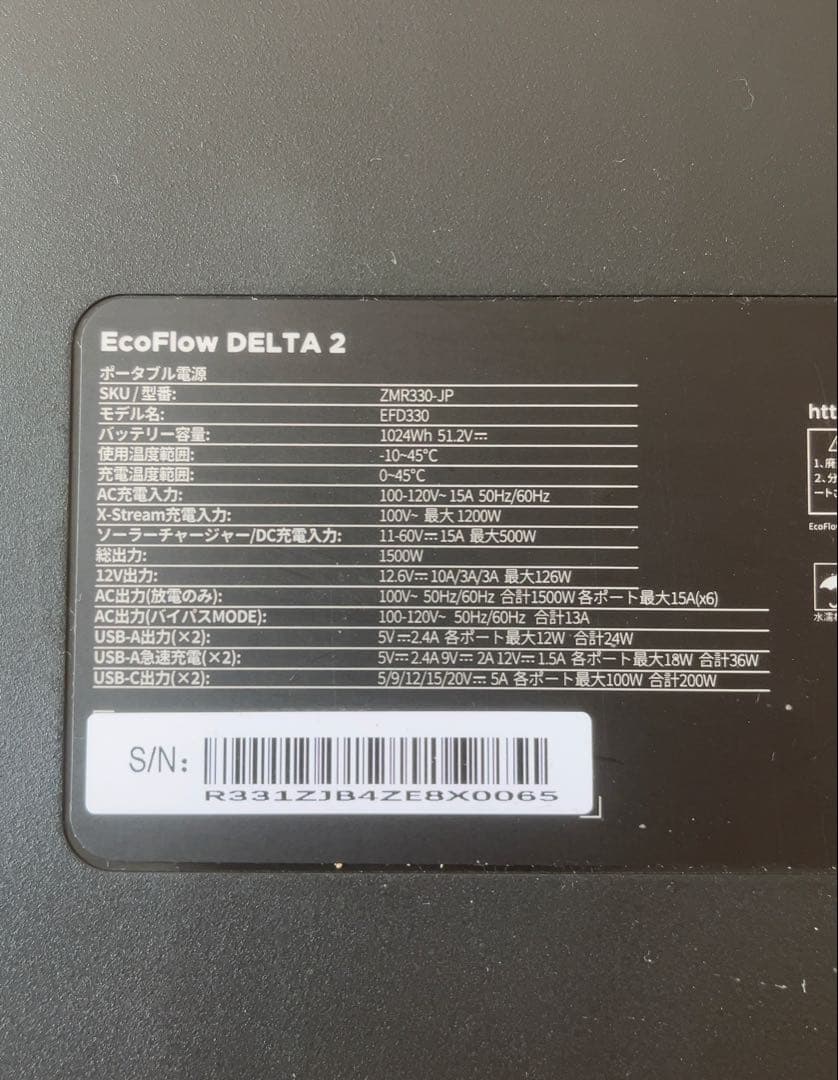 EcoFlow DELTA 2
ポータブル電源
SKU / 型番: ZMR330-JP
モデル名: EFD330
バッテリー容量: 1024Wh 51.2V⎓
使用温度範囲: -10~45°C
充電温度範囲: 0~45°C
AC充電入力: 100-120V~ 15A 50Hz/60Hz
X-Stream充電入力: 100V~ 最大 1200W
ソーラーチャージャー/DC充電入力: 11-60V⎓ 15A 最大500W
総出力: 1500W
12V出力: 12.6V⎓ 10A/3A/3A 最大126W
AC出力(放電のみ): 100V~ 50Hz/60Hz 合計1500W 各ポート最大15A(x6)
AC出力(バイパスMODE): 100-120V~ 50Hz/60Hz 合計13A
USB-A出力(×2): 5V⎓2.4A 各ポート最大12W 合計24W
USB-A急速充電(×2): 5V⎓2.4A 9V⎓ 2A 12V⎓ 1.5A 各ポート最大18W 合計36W
USB-C出力(×2): 5/9/12/15/20V⎓ 5A 各ポート最大100W 合計200W
S/N:
R331ZJB4ZE8X0065
htt
1、廃
2、分
ートさ
EcoFlo
水濡